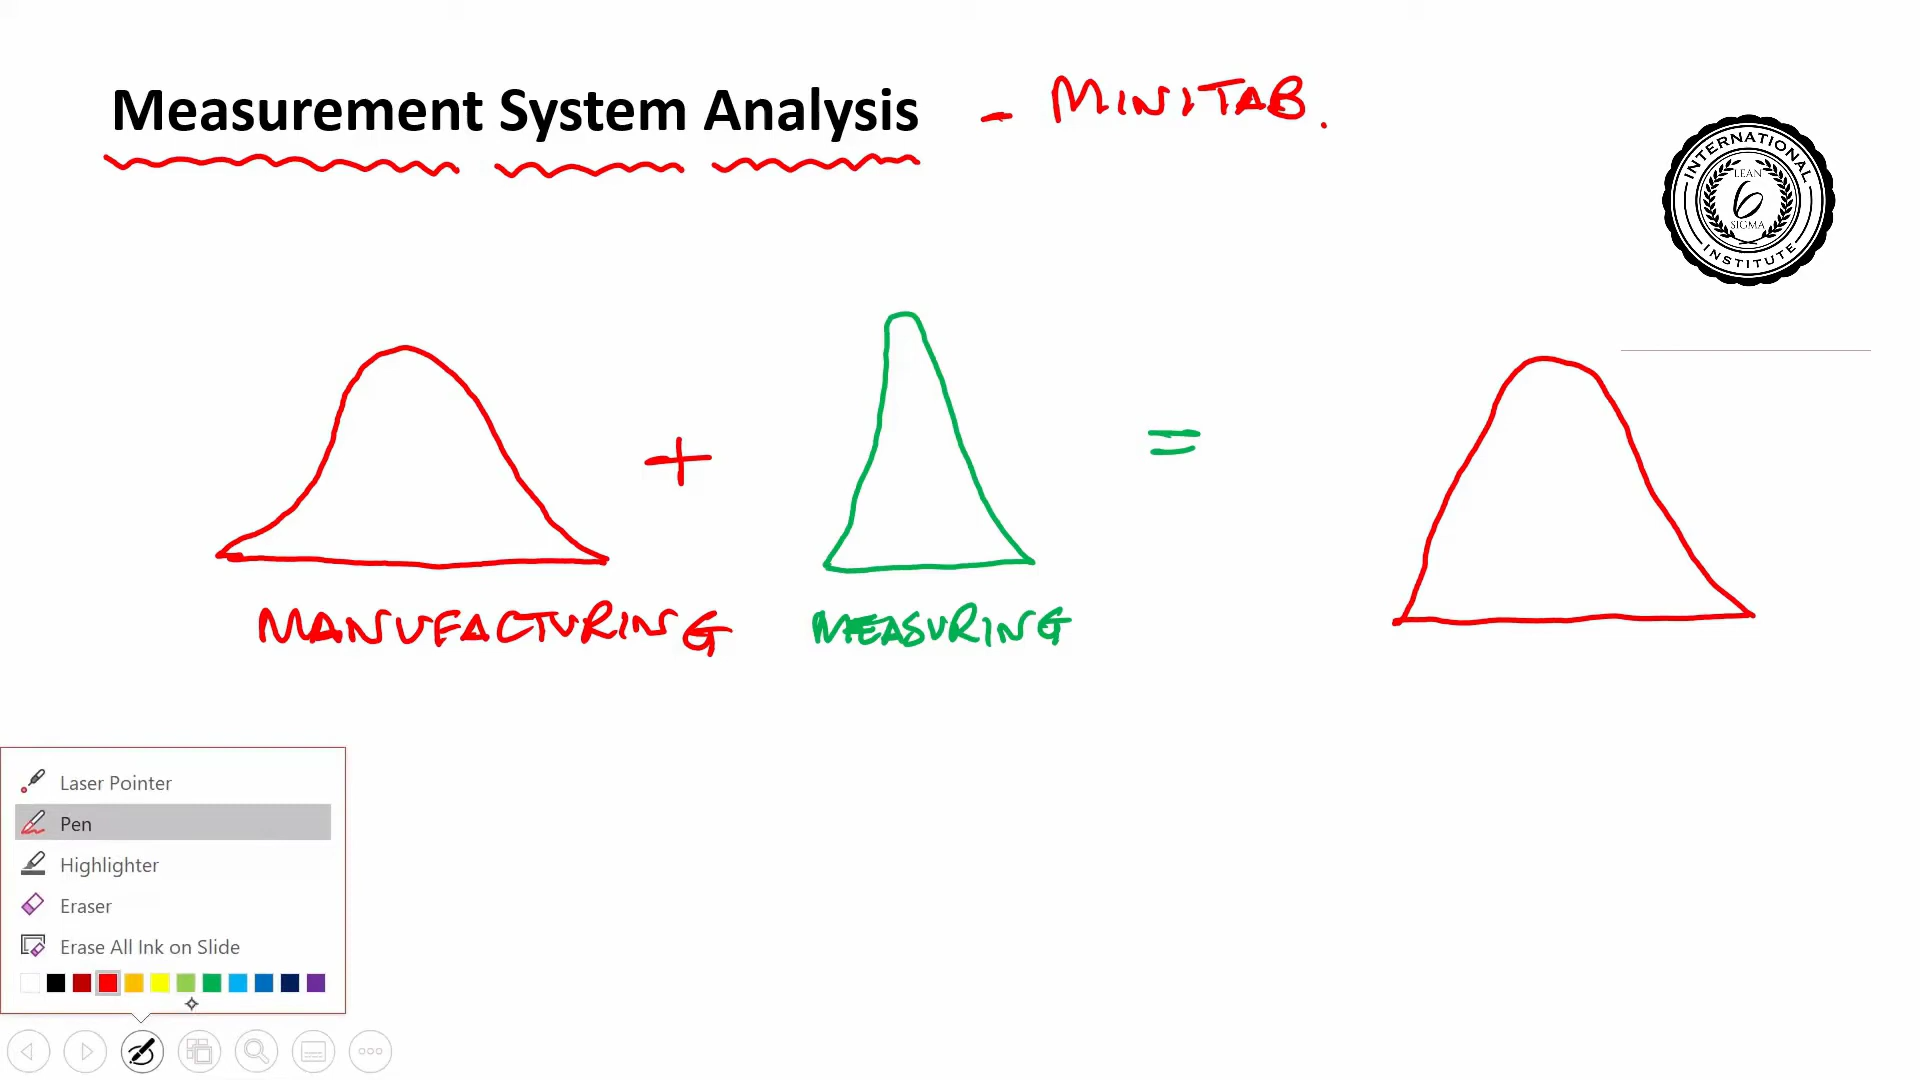 Measurement System Analysis - MINITAB.
INTERNATIONAL
LEAN
6
SIGMA
INSTITUTE
+
=
MANUFACTURING MEASURING
Laser Pointer
Pen
Highlighter
Eraser
Erase All Ink on Slide